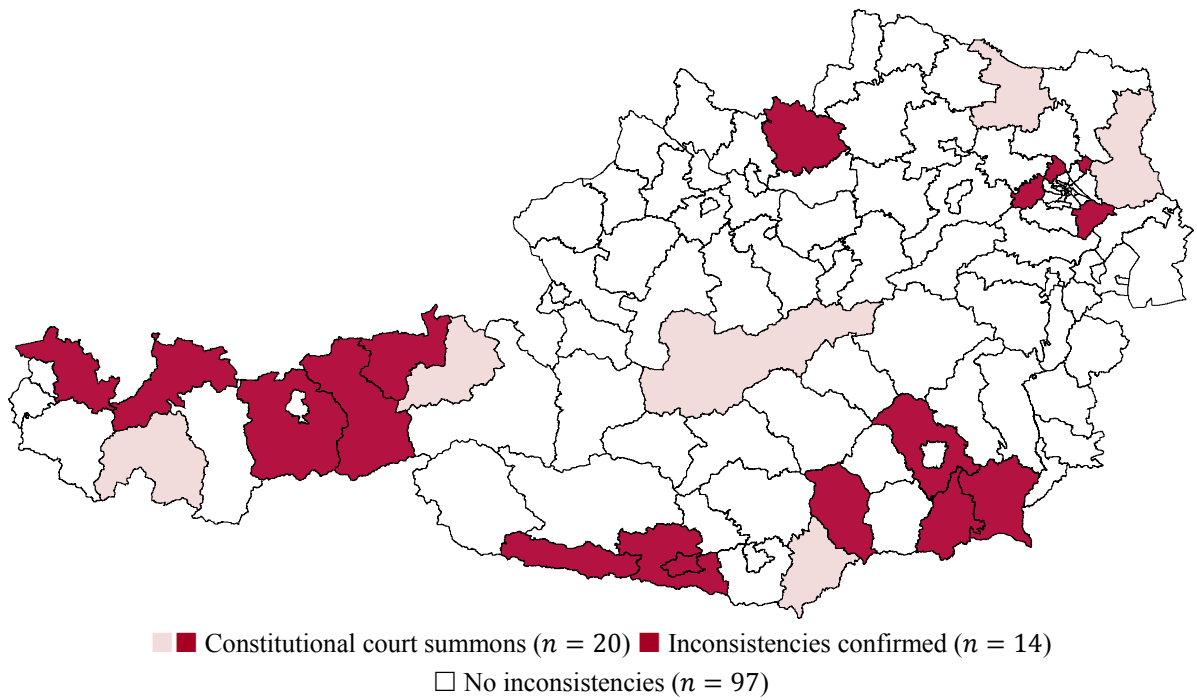 Constitutional court summons (n = 20) Inconsistencies confirmed (n = 14)
No inconsistencies (n = 97)